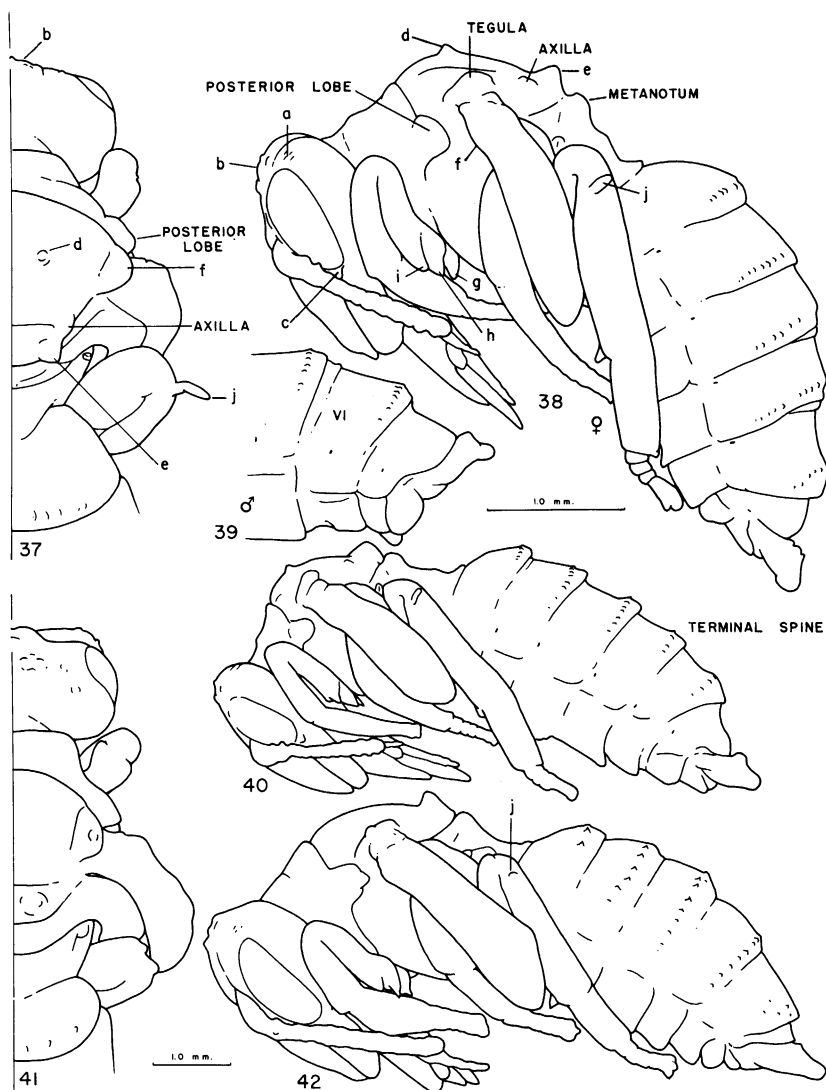 b
POSTERIOR
LOBE
d
f
AXILLA
j
e
37
d
TEGULA
AXILLA
e
METANOTUM
POSTERIOR LOBE
a
b
f
j
i
g
c
h
38
♀
VI
♂
39
1.0 mm.
TERMINAL SPINE
40
41
1.0 mm.
j
42